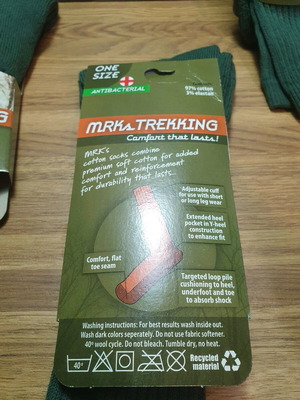 ONE
SIZE
ANTIBACTERIAL
97% cotton
3% elastan
MRKs TREKKING
Comfort that lasts!
MRK's
cotton socks combine
premium soft cotton for added
comfort and reinforcement
for durability that lasts...
Adjustable cuff
for use with short
or long leg wear
Extended heel
pocket in Y-heel
construction
to enhance fit
Comfort, flat
toe seam
Targeted loop pile
cushioning to heel,
underfoot and toe
to absorb shock
Washing instructions: For best results wash inside out.
Wash dark colors seperately. Do not use fabric softener.
40º wool cycle. Do not bleach. Tumble dry, no heat.
40º
Recycled
material